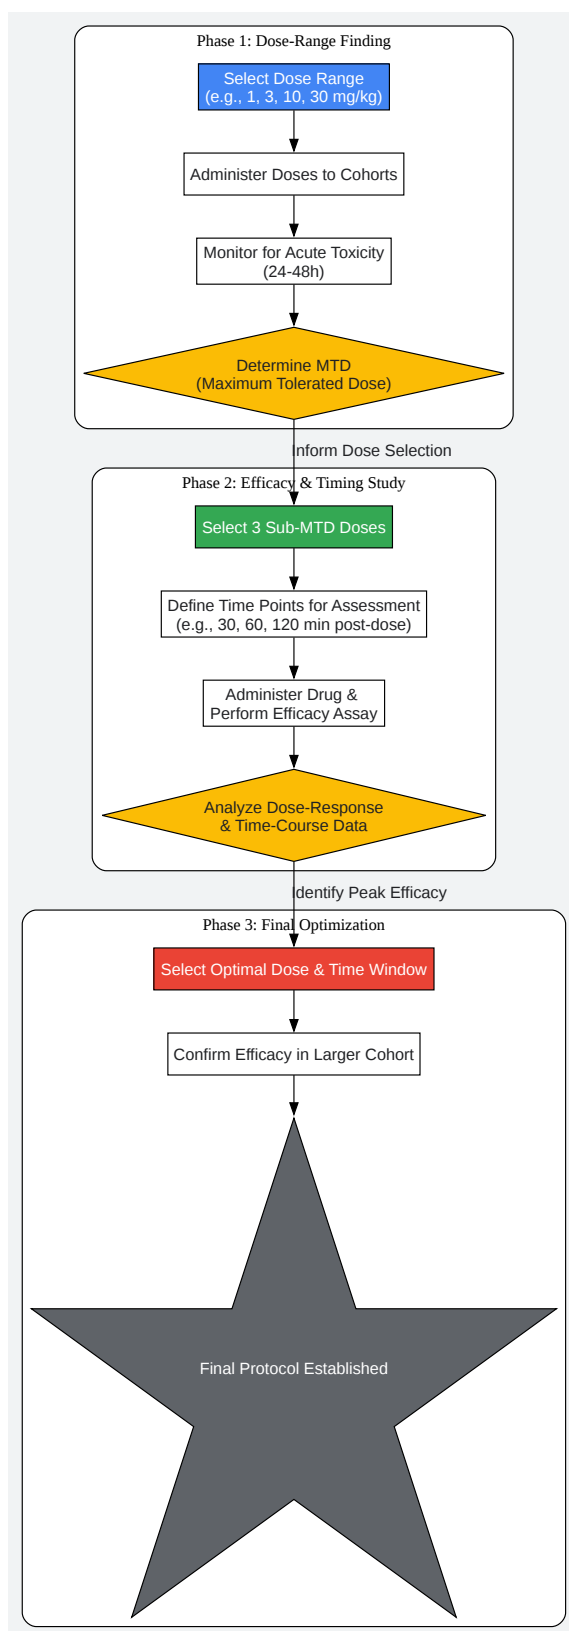 Phase 1: Dose-Range Finding
Select Dose Range
(e.g., 1, 3, 10, 30 mg/kg)
Administer Doses to Cohorts
Monitor for Acute Toxicity
(24-48h)
Determine MTD
(Maximum Tolerated Dose)
Inform Dose Selection
Phase 2: Efficacy & Timing Study
Select 3 Sub-MTD Doses
Define Time Points for Assessment
(e.g., 30, 60, 120 min post-dose)
Administer Drug &
Perform Efficacy Assay
Analyze Dose-Response
& Time-Course Data
Identify Peak Efficacy
Phase 3: Final Optimization
Select Optimal Dose & Time Window
Confirm Efficacy in Larger Cohort
Final Protocol Established